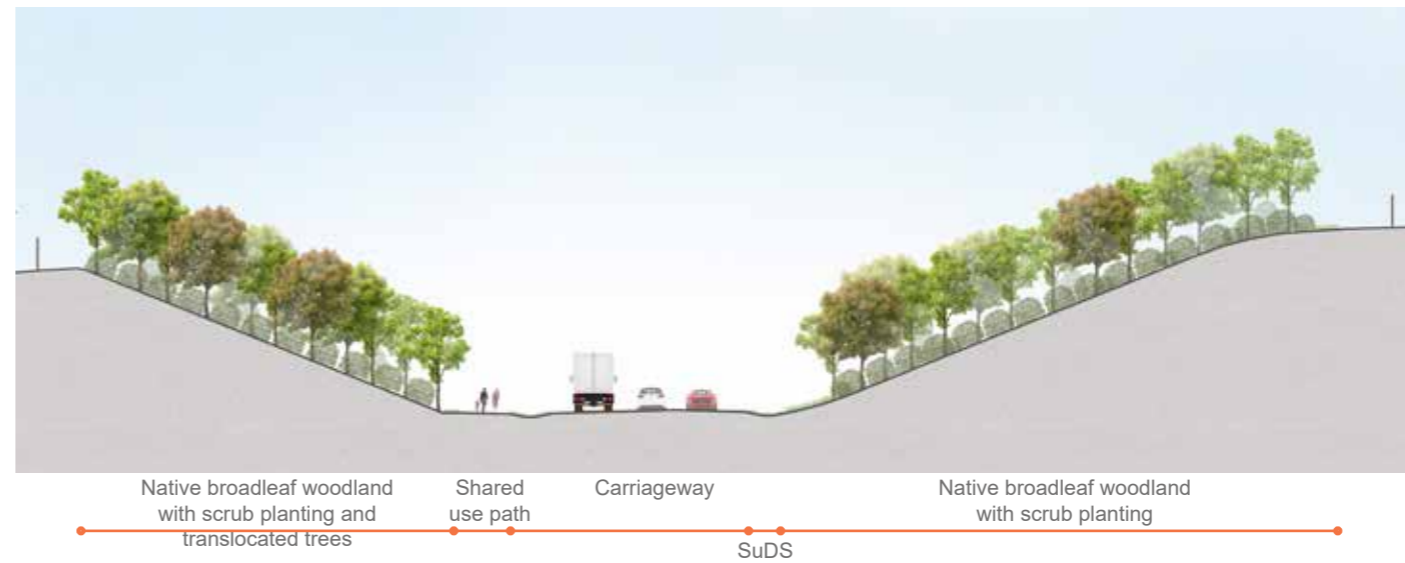 Native broadleaf woodland
with scrub planting and
translocated trees
Shared
use path
Carriageway
SuDS
Native broadleaf woodland
with scrub planting